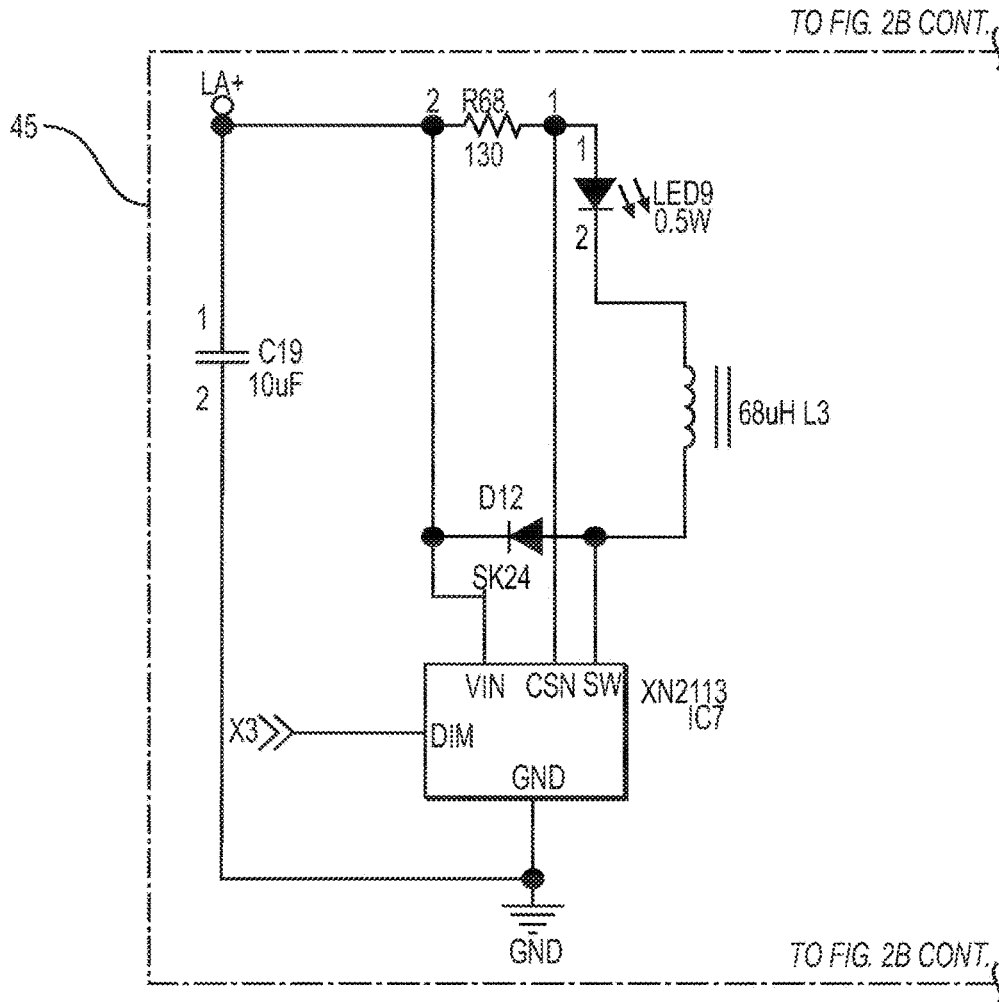 TO FIG. 2B CONT.
LA+
45
2 R68 1
130
1
LED9
0.5W
2
1
C19
10uF
2
68uH L3
D12
SK24
VIN CSN SW
XN2113
IC7
X3
DIM
GND
GND
TO FIG. 2B CONT.